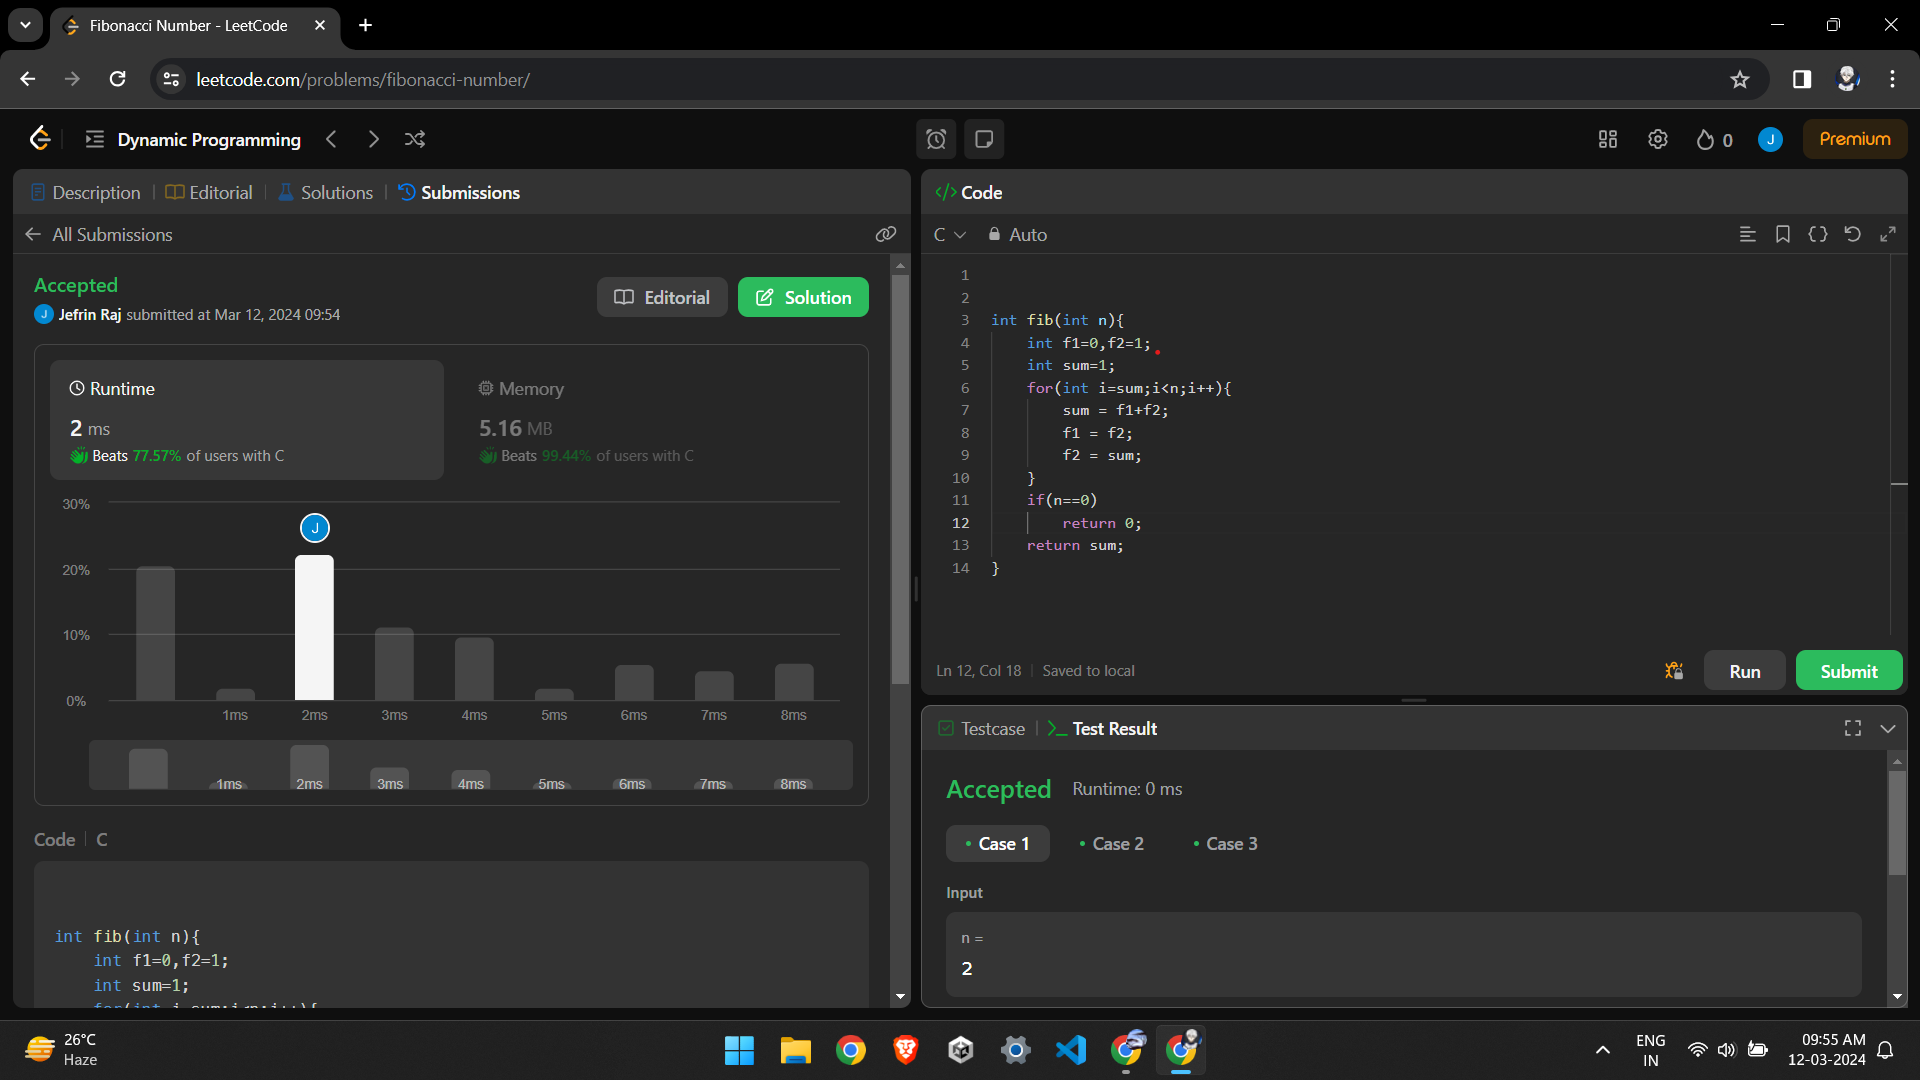 Fibonacci Number - LeetCode
leetcode.com/problems/fibonacci-number/
Dynamic Programming
0
J
Premium
Description
Editorial
Solutions
Submissions
All Submissions
Accepted
J Jefrin Raj submitted at Mar 12, 2024 09:54
Editorial
Solution
Runtime
2 ms
Beats 77.57% of users with C
Memory
5.16 MB
Beats 99.44% of users with C
30%
20%
10%
0%
J
1ms 2ms 3ms 4ms 5ms 6ms 7ms 8ms
1ms 2ms 3ms 4ms 5ms 6ms 7ms 8ms
Code C
int fib(int n){
    int f1=0,f2=1;
    int sum=1;
    for(int i=sum;i<n;i++){
</> Code
C
Auto
1
2
3 int fib(int n){
4     int f1=0,f2=1;
5     int sum=1;
6     for(int i=sum;i<n;i++){
7         sum = f1+f2;
8         f1 = f2;
9         f2 = sum;
10     }
11     if(n==0)
12         return 0;
13     return sum;
14 }
Ln 12, Col 18 Saved to local
Run
Submit
Testcase
Test Result
Accepted Runtime: 0 ms
Case 1
Case 2
Case 3
Input
n =
2
26°C
Haze
ENG
IN
09:55 AM
12-03-2024